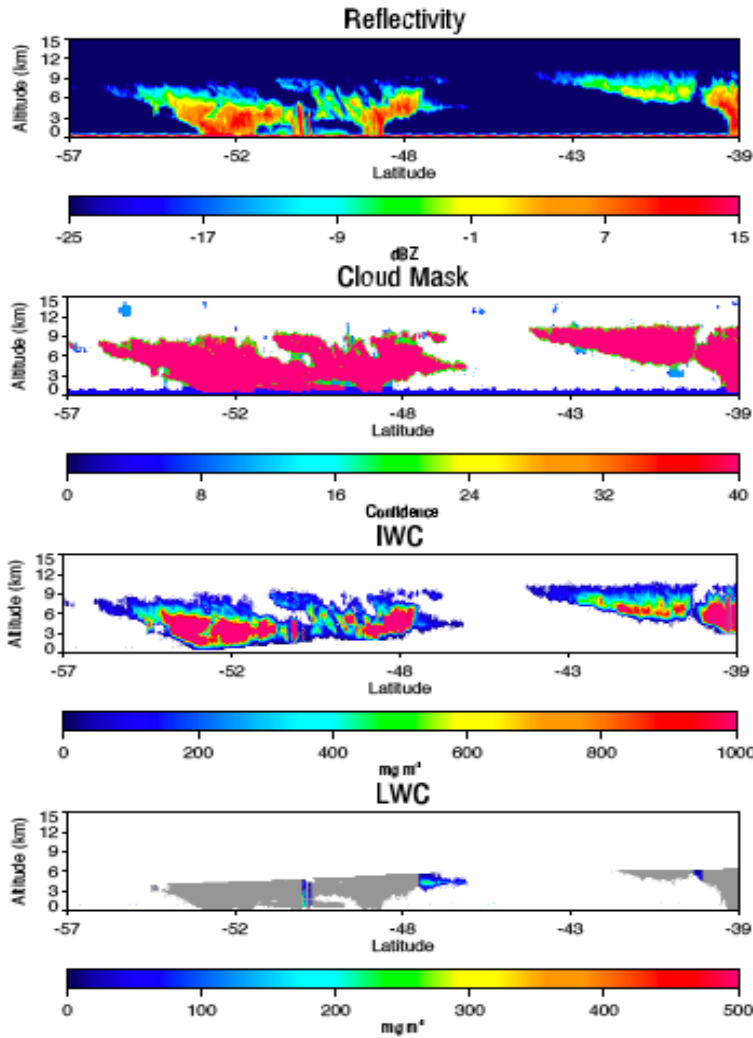 Reflectivity
Altitude (km)
15
12
9
6
3
0
-57 -52 -48 -43 -39
Latitude
-25 -17 -9 -1 7 15
dBZ
Cloud Mask
Altitude (km)
15
12
9
6
3
0
-57 -52 -48 -43 -39
Latitude
0 8 16 24 32 40
Confidence
IWC
Altitude (km)
15
12
9
6
3
0
-57 -52 -48 -43 -39
Latitude
0 200 400 600 800 1000
mg m⁻³
LWC
Altitude (km)
15
12
9
6
3
0
-57 -52 -48 -43 -39
Latitude
0 100 200 300 400 500
mg m⁻³